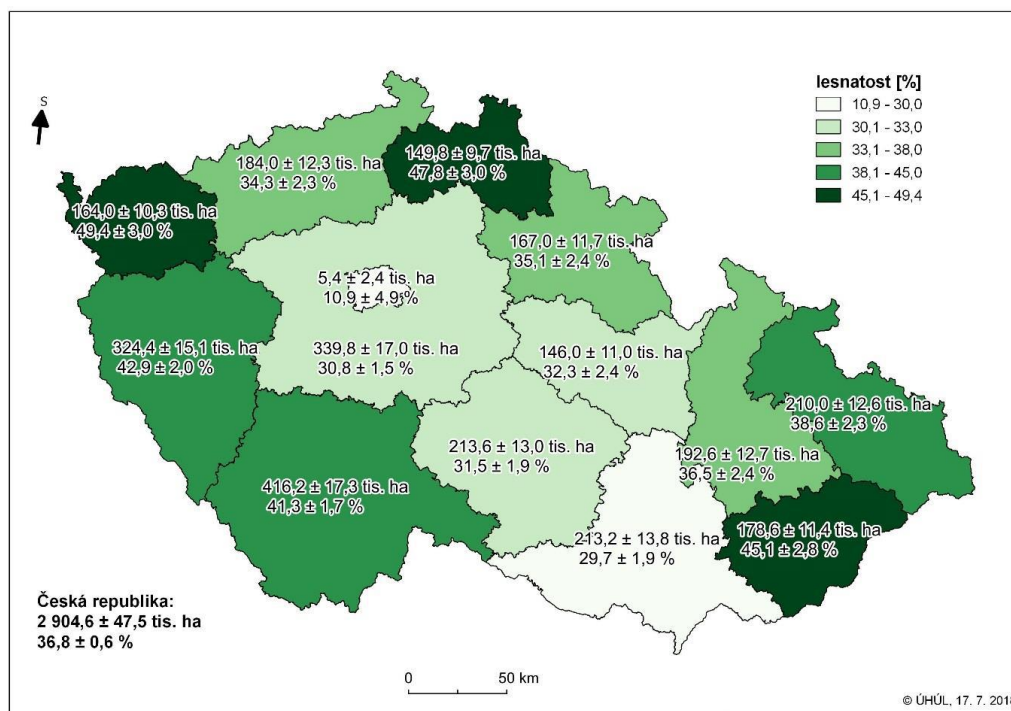 lesnatost [%]
10,9 - 30,0
30,1 - 33,0
33,1 - 38,0
38,1 - 45,0
45,1 - 49,4
S
184,0 ± 12,3 tis. ha
34,3 ± 2,3 %
149,8 ± 9,7 tis. ha
47,8 ± 3,0 %
164,0 ± 10,3 tis. ha
49,4 ± 3,0 %
167,0 ± 11,7 tis. ha
35,1 ± 2,4 %
5,4 ± 2,4 tis. ha
10,9 ± 4,9 %
324,4 ± 15,1 tis. ha
42,9 ± 2,0 %
339,8 ± 17,0 tis. ha
30,8 ± 1,5 %
146,0 ± 11,0 tis. ha
32,3 ± 2,4 %
210,0 ± 12,6 tis. ha
38,6 ± 2,3 %
213,6 ± 13,0 tis. ha
31,5 ± 1,9 %
192,6 ± 12,7 tis. ha
36,5 ± 2,4 %
416,2 ± 17,3 tis. ha
41,3 ± 1,7 %
213,2 ± 13,8 tis. ha
29,7 ± 1,9 %
178,6 ± 11,4 tis. ha
45,1 ± 2,8 %
Česká republika:
2 904,6 ± 47,5 tis. ha
36,8 ± 0,6 %
0 50 km
© ÚHÚL, 17. 7. 2018